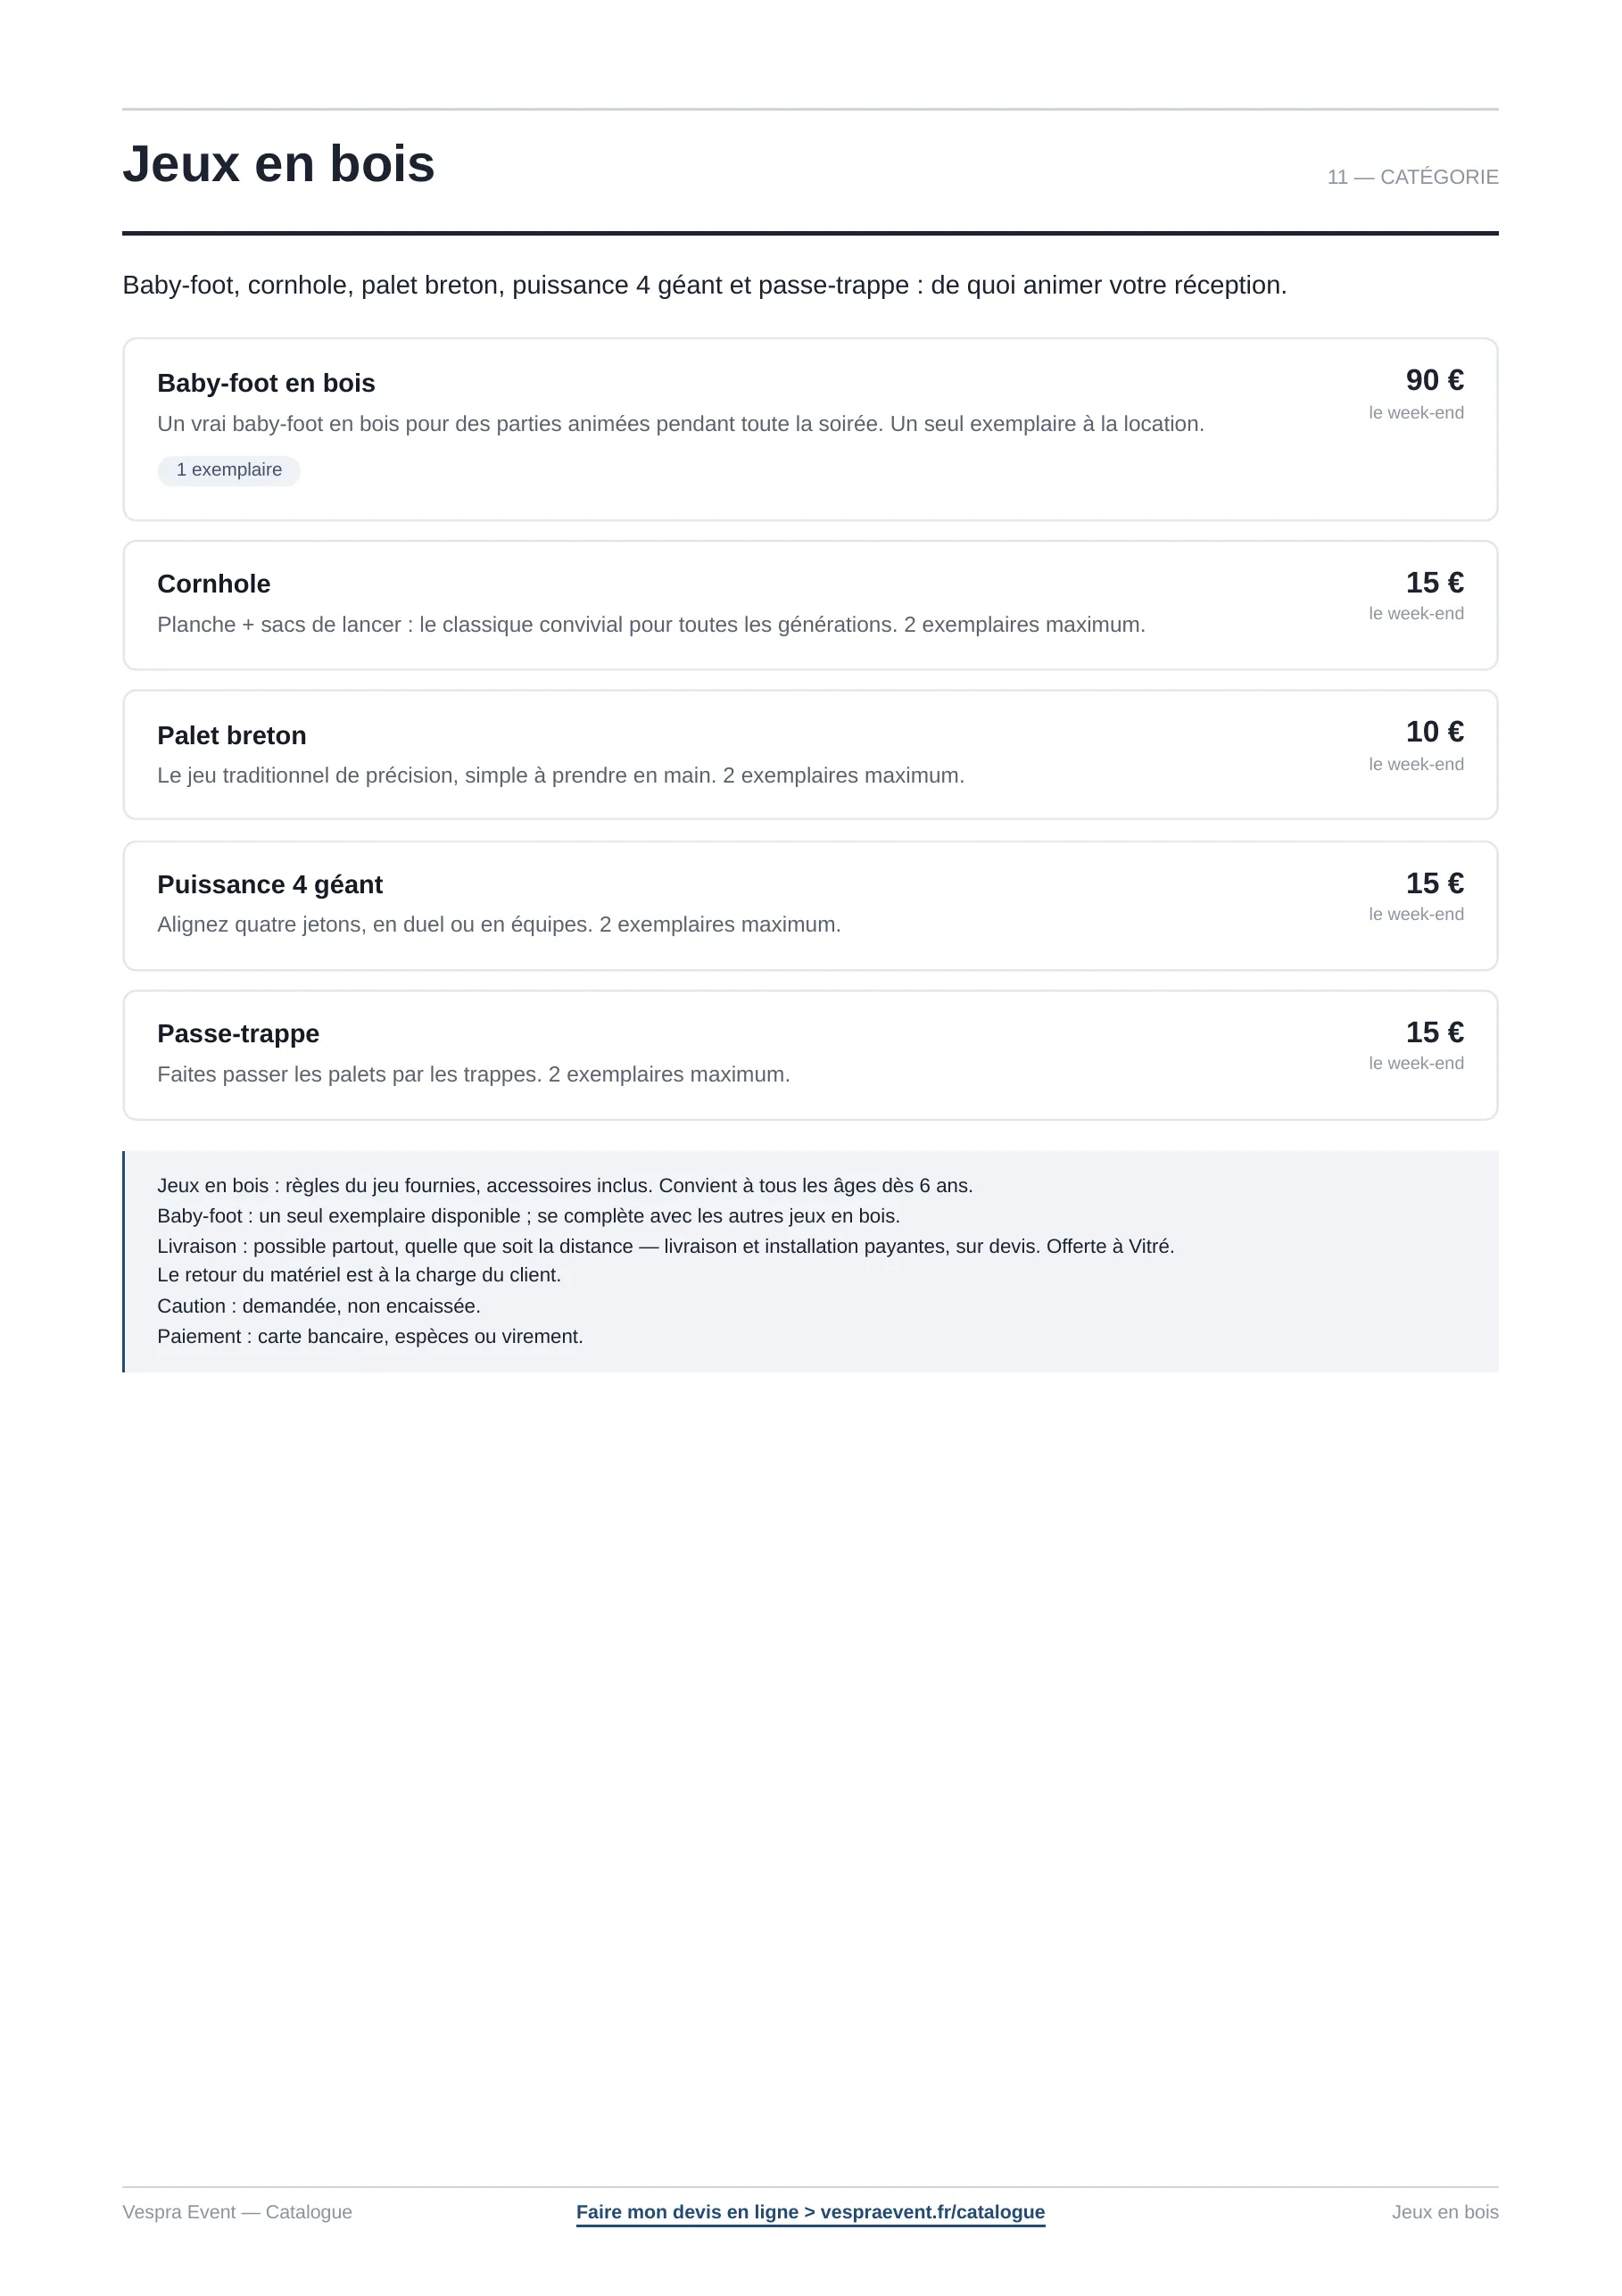 Jeux en bois
11 — CATÉGORIE
Baby-foot, cornhole, palet breton, puissance 4 géant et passe-trappe : de quoi animer votre réception.
Baby-foot en bois
90 €
Un vrai baby-foot en bois pour des parties animées pendant toute la soirée. Un seul exemplaire à la location.
le week-end
1 exemplaire
Cornhole
15 €
Planche + sacs de lancer : le classique convivial pour toutes les générations. 2 exemplaires maximum.
le week-end
Palet breton
10 €
Le jeu traditionnel de précision, simple à prendre en main. 2 exemplaires maximum.
le week-end
Puissance 4 géant
15 €
Alignez quatre jetons, en duel ou en équipes. 2 exemplaires maximum.
le week-end
Passe-trappe
15 €
Faites passer les palets par les trappes. 2 exemplaires maximum.
le week-end
Jeux en bois : règles du jeu fournies, accessoires inclus. Convient à tous les âges dès 6 ans.
Baby-foot : un seul exemplaire disponible ; se complète avec les autres jeux en bois.
Livraison : possible partout, quelle que soit la distance — livraison et installation payantes, sur devis. Offerte à Vitré.
Le retour du matériel est à la charge du client.
Caution : demandée, non encaissée.
Paiement : carte bancaire, espèces ou virement.
Vespra Event — Catalogue
Faire mon devis en ligne > vespraevent.fr/catalogue
Jeux en bois